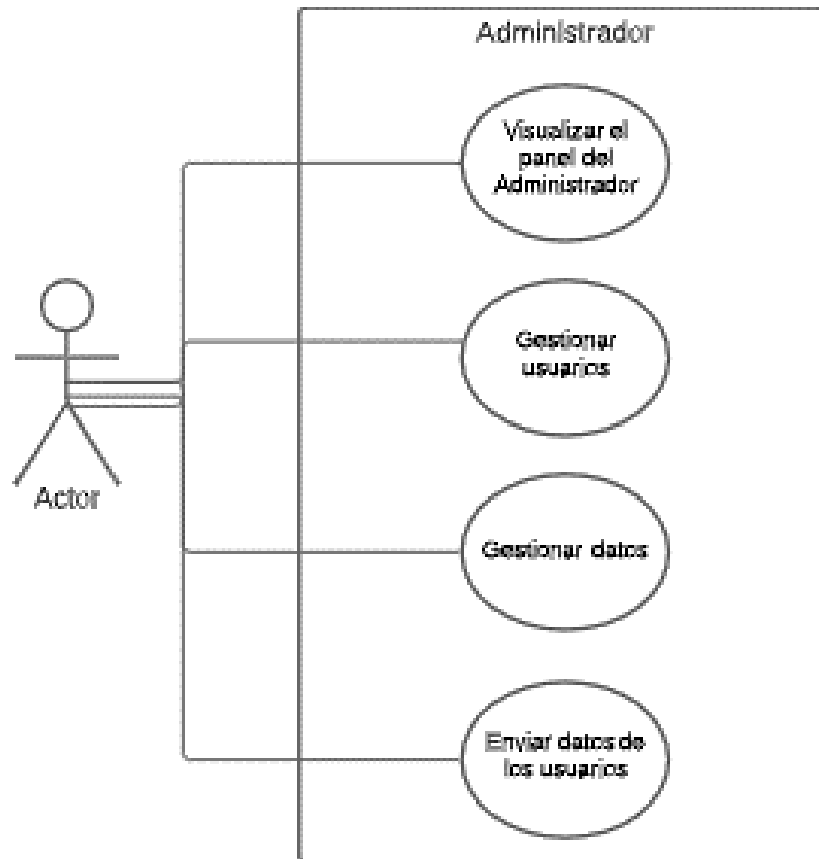 Administrador
Visualizar el
panel del
Administrador
Gestionar
usuarios
Actor
Gestionar datos
Enviar datos de
los usuarios